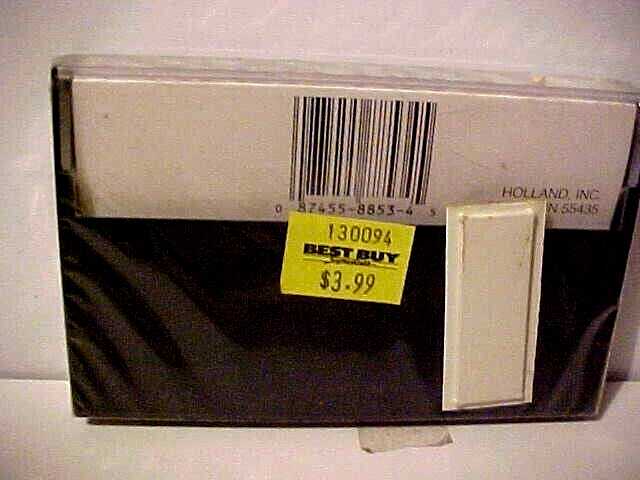 0 87455-8853-4 5
HOLLAND, INC.
N 55435
130094
BEST BUY
$3.99